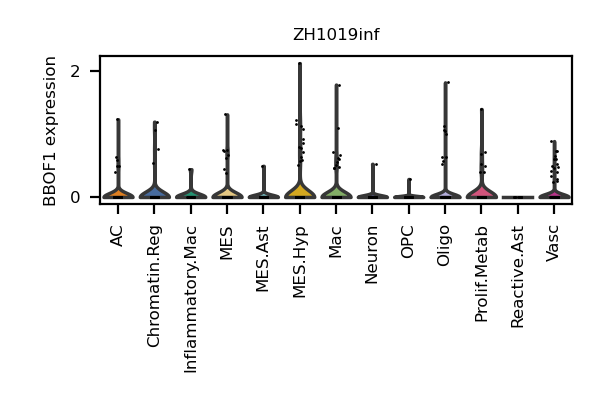 ZH1019inf
BBOF1 expression
2
0
AC
Chromatin.Reg
Inflammatory.Mac
MES
MES.Ast
MES.Hyp
Mac
Neuron
OPC
Oligo
Prolif.Metab
Reactive.Ast
Vasc